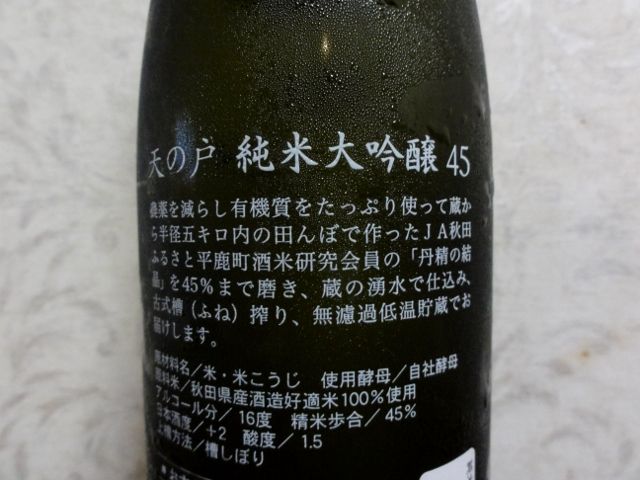 天の戸 純米大吟醸 45
農薬を減らし有機質をたっぷり使って蔵か
ら半径五キロ内の田んぼで作ったJA秋田
ふるさと平鹿町酒米研究会員の「丹精の結
晶」を45%まで磨き、蔵の湧水で仕込み、
古式槽(ふね)搾り、無濾過低温貯蔵でお
届けします。
原材料名/米・米こうじ 使用酵母/自社酵母
原料米/秋田県産酒造好適米100%使用
アルコール分/16度 精米歩合/45%
日本酒度/+2 酸度/1.5
上槽方法/槽しぼり